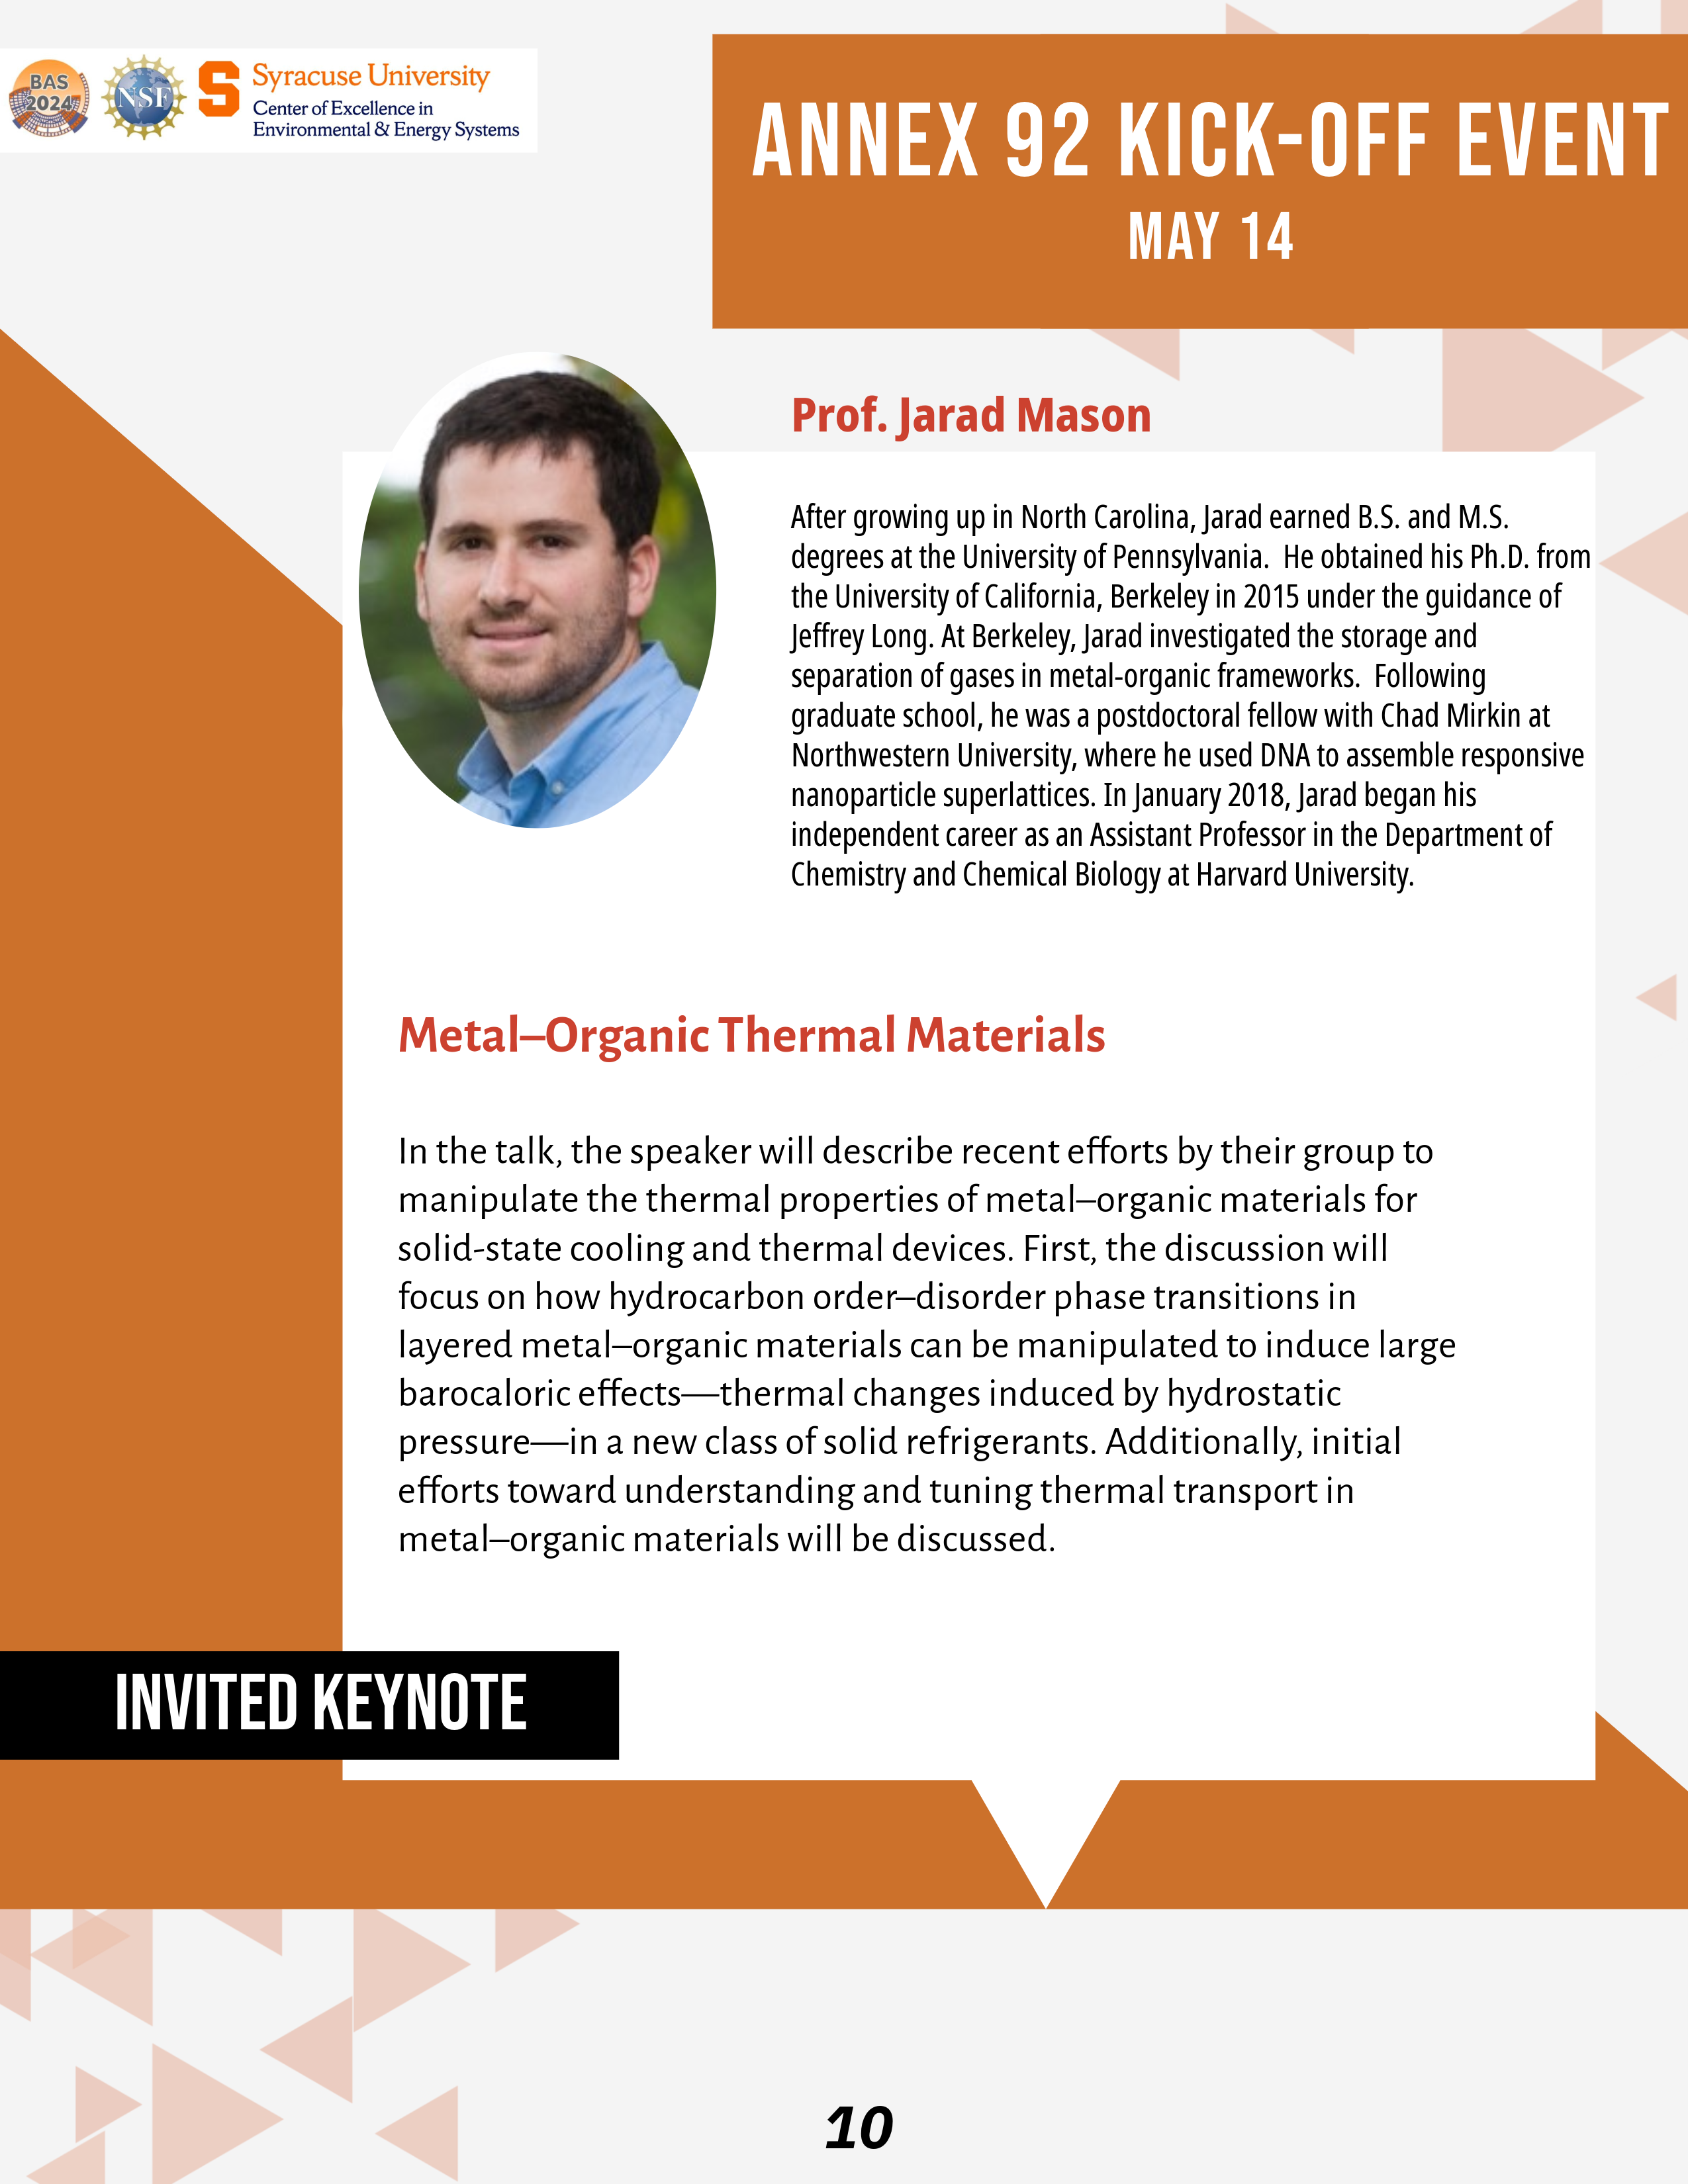 BAS
2024
NSF
S
Syracuse University
Center of Excellence in
Environmental & Energy Systems
ANNEX 92 KICK-OFF EVENT
MAY 14
Prof. Jarad Mason
After growing up in North Carolina, Jarad earned B.S. and M.S.
degrees at the University of Pennsylvania.  He obtained his Ph.D. from
the University of California, Berkeley in 2015 under the guidance of
Jeffrey Long. At Berkeley, Jarad investigated the storage and
separation of gases in metal-organic frameworks.  Following
graduate school, he was a postdoctoral fellow with Chad Mirkin at
Northwestern University, where he used DNA to assemble responsive
nanoparticle superlattices. In January 2018, Jarad began his
independent career as an Assistant Professor in the Department of
Chemistry and Chemical Biology at Harvard University.
Metal–Organic Thermal Materials
In the talk, the speaker will describe recent efforts by their group to
manipulate the thermal properties of metal–organic materials for
solid-state cooling and thermal devices. First, the discussion will
focus on how hydrocarbon order–disorder phase transitions in
layered metal–organic materials can be manipulated to induce large
barocaloric effects—thermal changes induced by hydrostatic
pressure—in a new class of solid refrigerants. Additionally, initial
efforts toward understanding and tuning thermal transport in
metal–organic materials will be discussed.
INVITED KEYNOTE
10